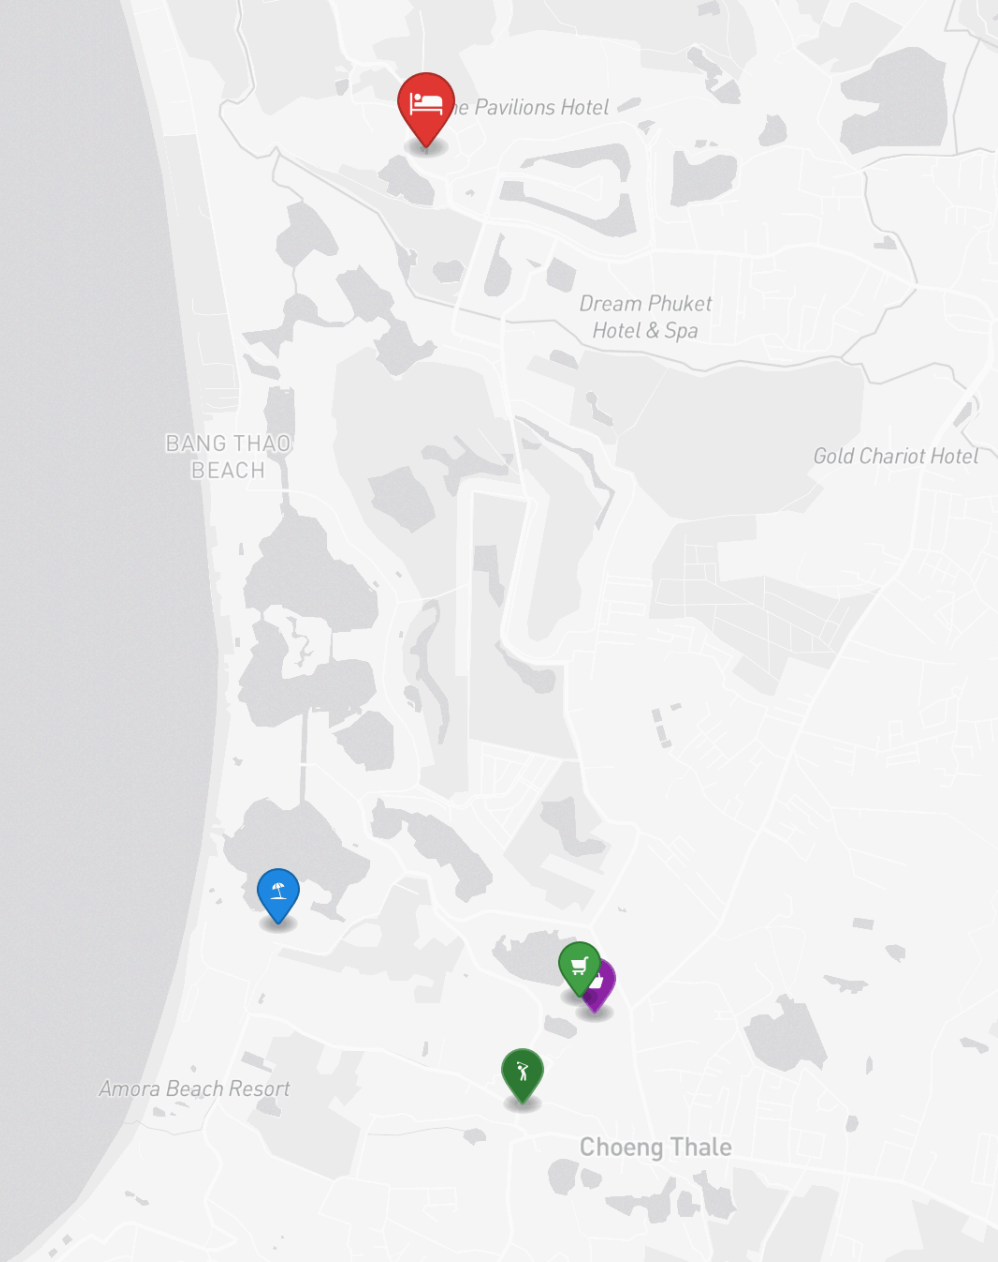 he Pavilions Hotel
Dream Phuket
Hotel & Spa
BANG THAO
BEACH
Gold Chariot Hotel
Amora Beach Resort
Choeng Thale